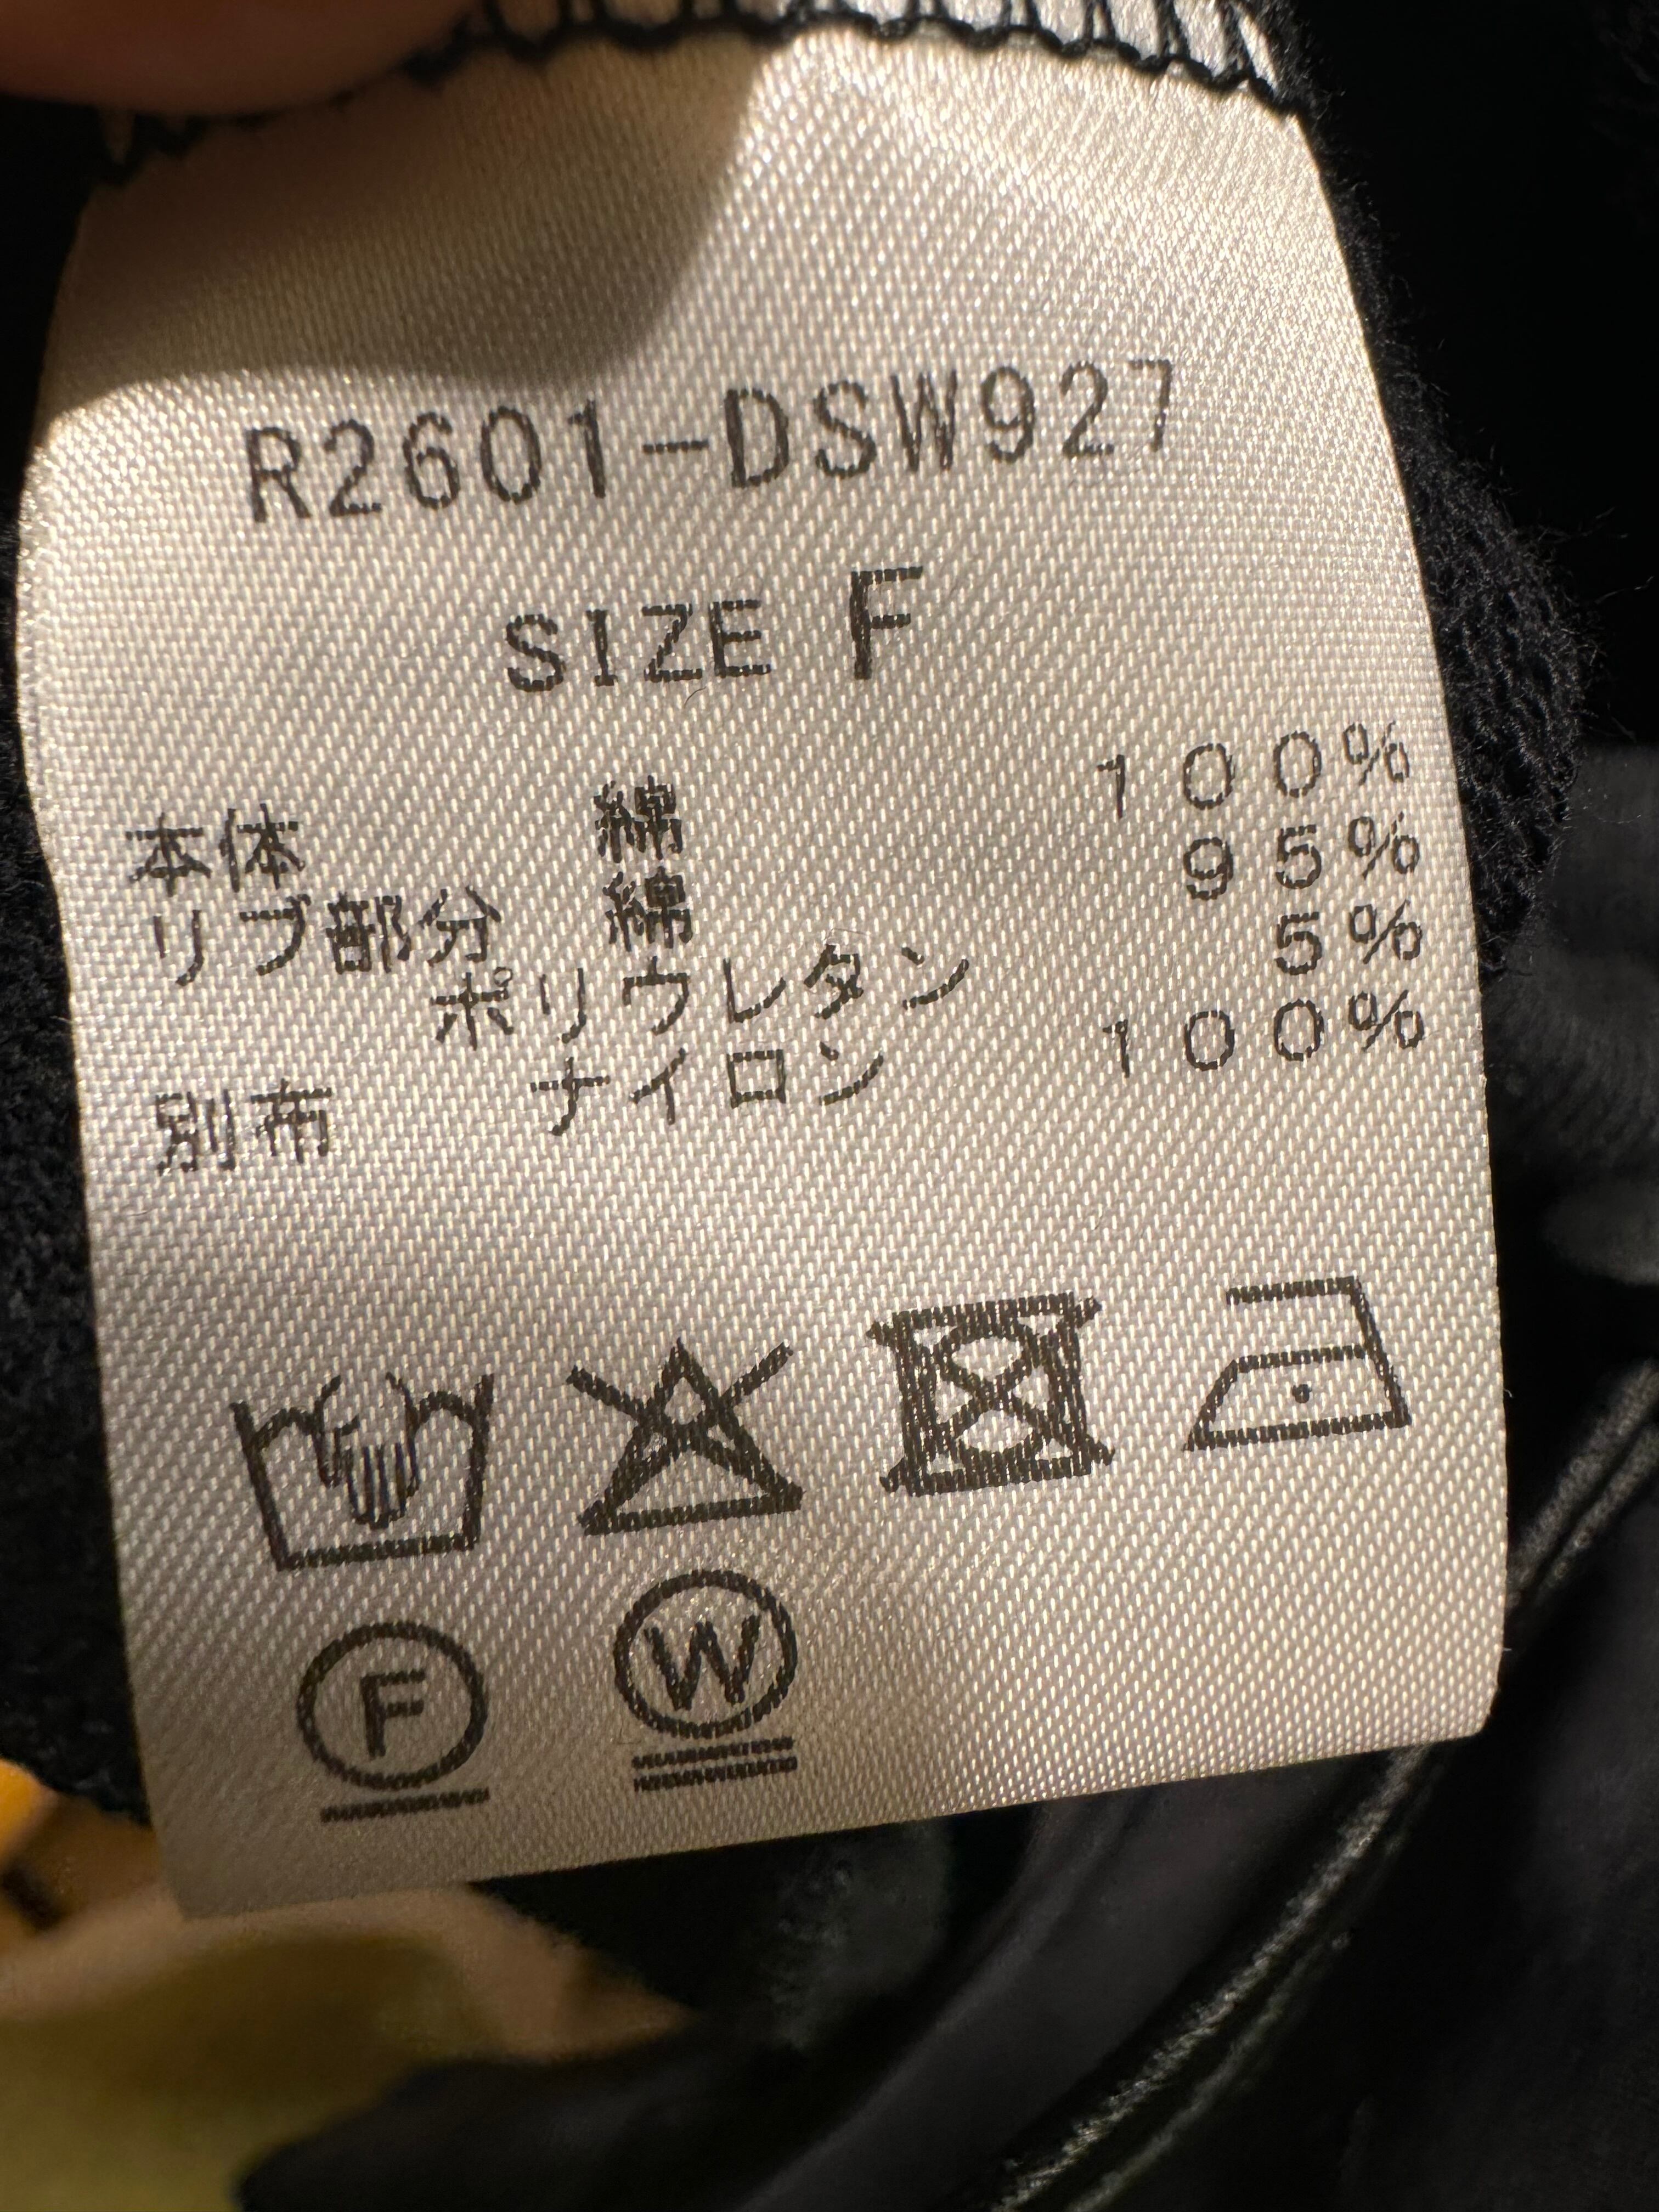 R2601-DSW927
SIZE F
本体 綿 100%
リブ部分 綿 95%
ポリウレタン 5%
別布 ナイロン 100%
F W